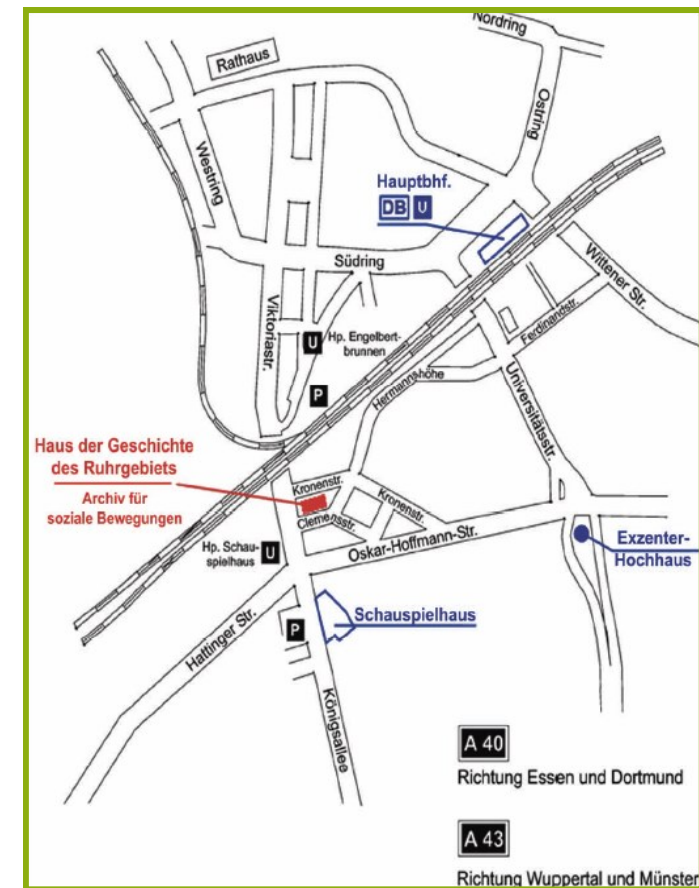 Nordring
Rathaus
Ostring
Westring
Hauptbhf.
DB U
Südring
Wittener Str.
Viktoriastr.
U
Hp. Engelbert-
brunnen
Ferdinandstr.
P
Hermannshöhe
Universitätsstr.
Haus der Geschichte
des Ruhrgebiets
Archiv für
soziale Bewegungen
Kronenstr.
Kronenstr.
Clemensstr.
Hp. Schau-
spielhaus
U
Oskar-Hoffmann-Str.
Exzenter-
Hochhaus
Hattinger Str.
P
Schauspielhaus
Königsallee
A 40
Richtung Essen und Dortmund
A 43
Richtung Wuppertal und Münster